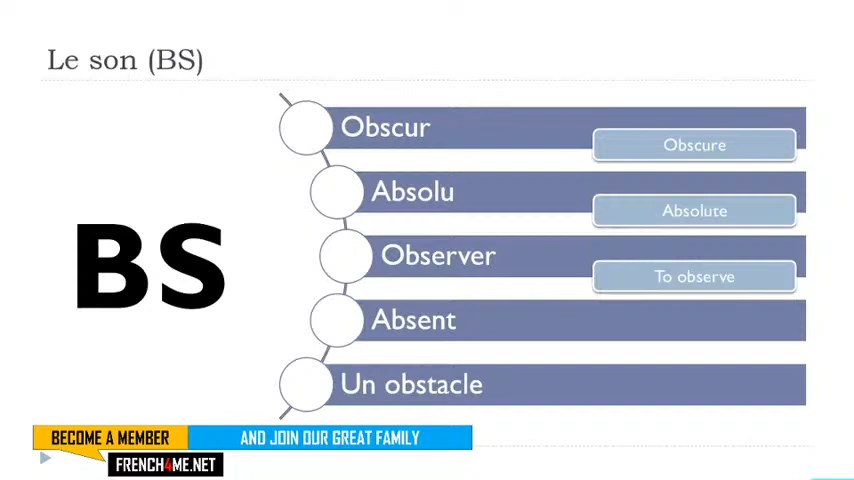 Le son (BS)
BS
Obscur
Obscure
Absolu
Absolute
Observer
To observe
Absent
Un obstacle
BECOME A MEMBER
AND JOIN OUR GREAT FAMILY
FRENCH4ME.NET